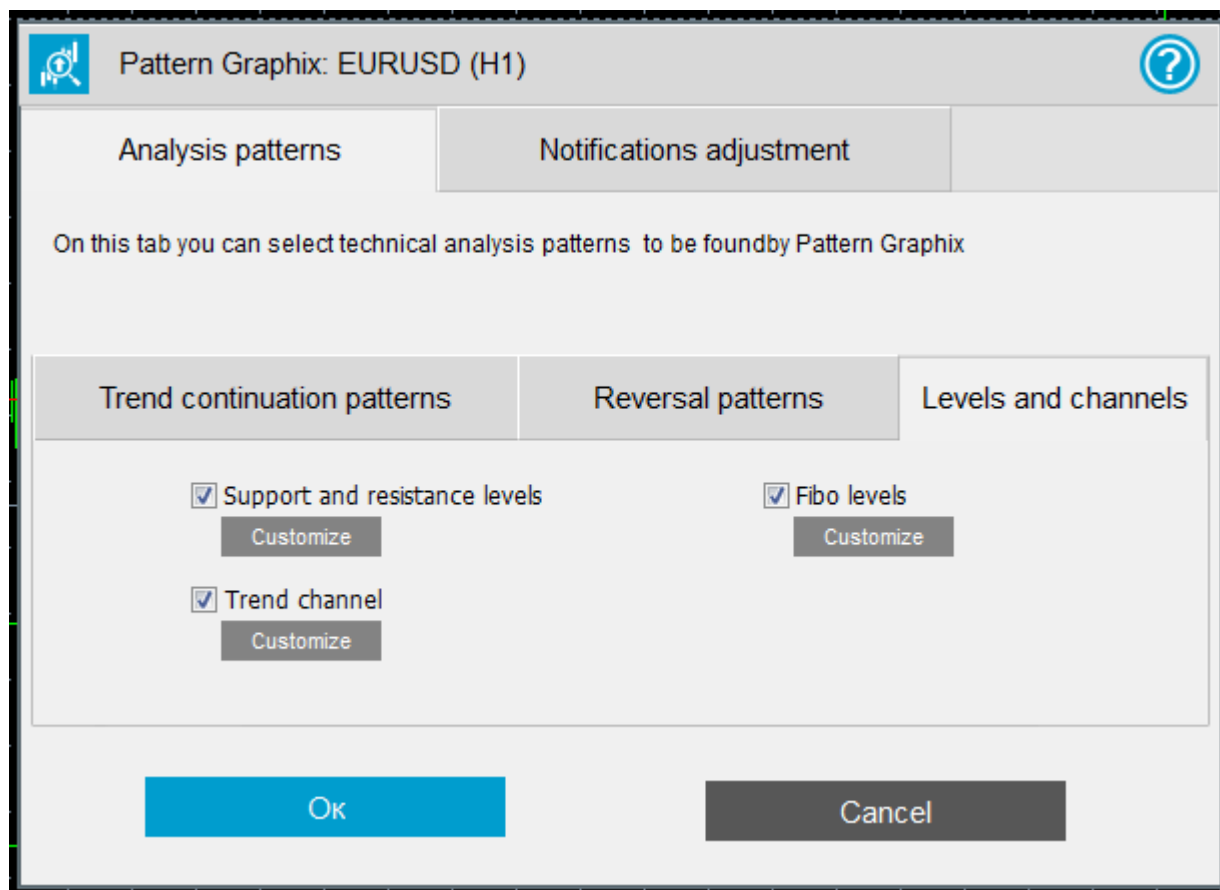 Pattern Graphix: EURUSD (H1)
?
Analysis patterns
Notifications adjustment
On this tab you can select technical analysis patterns  to be foundby Pattern Graphix
Trend continuation patterns
Reversal patterns
Levels and channels
Support and resistance levels
Fibo levels
Customize
Customize
Trend channel
Customize
Ок
Cancel